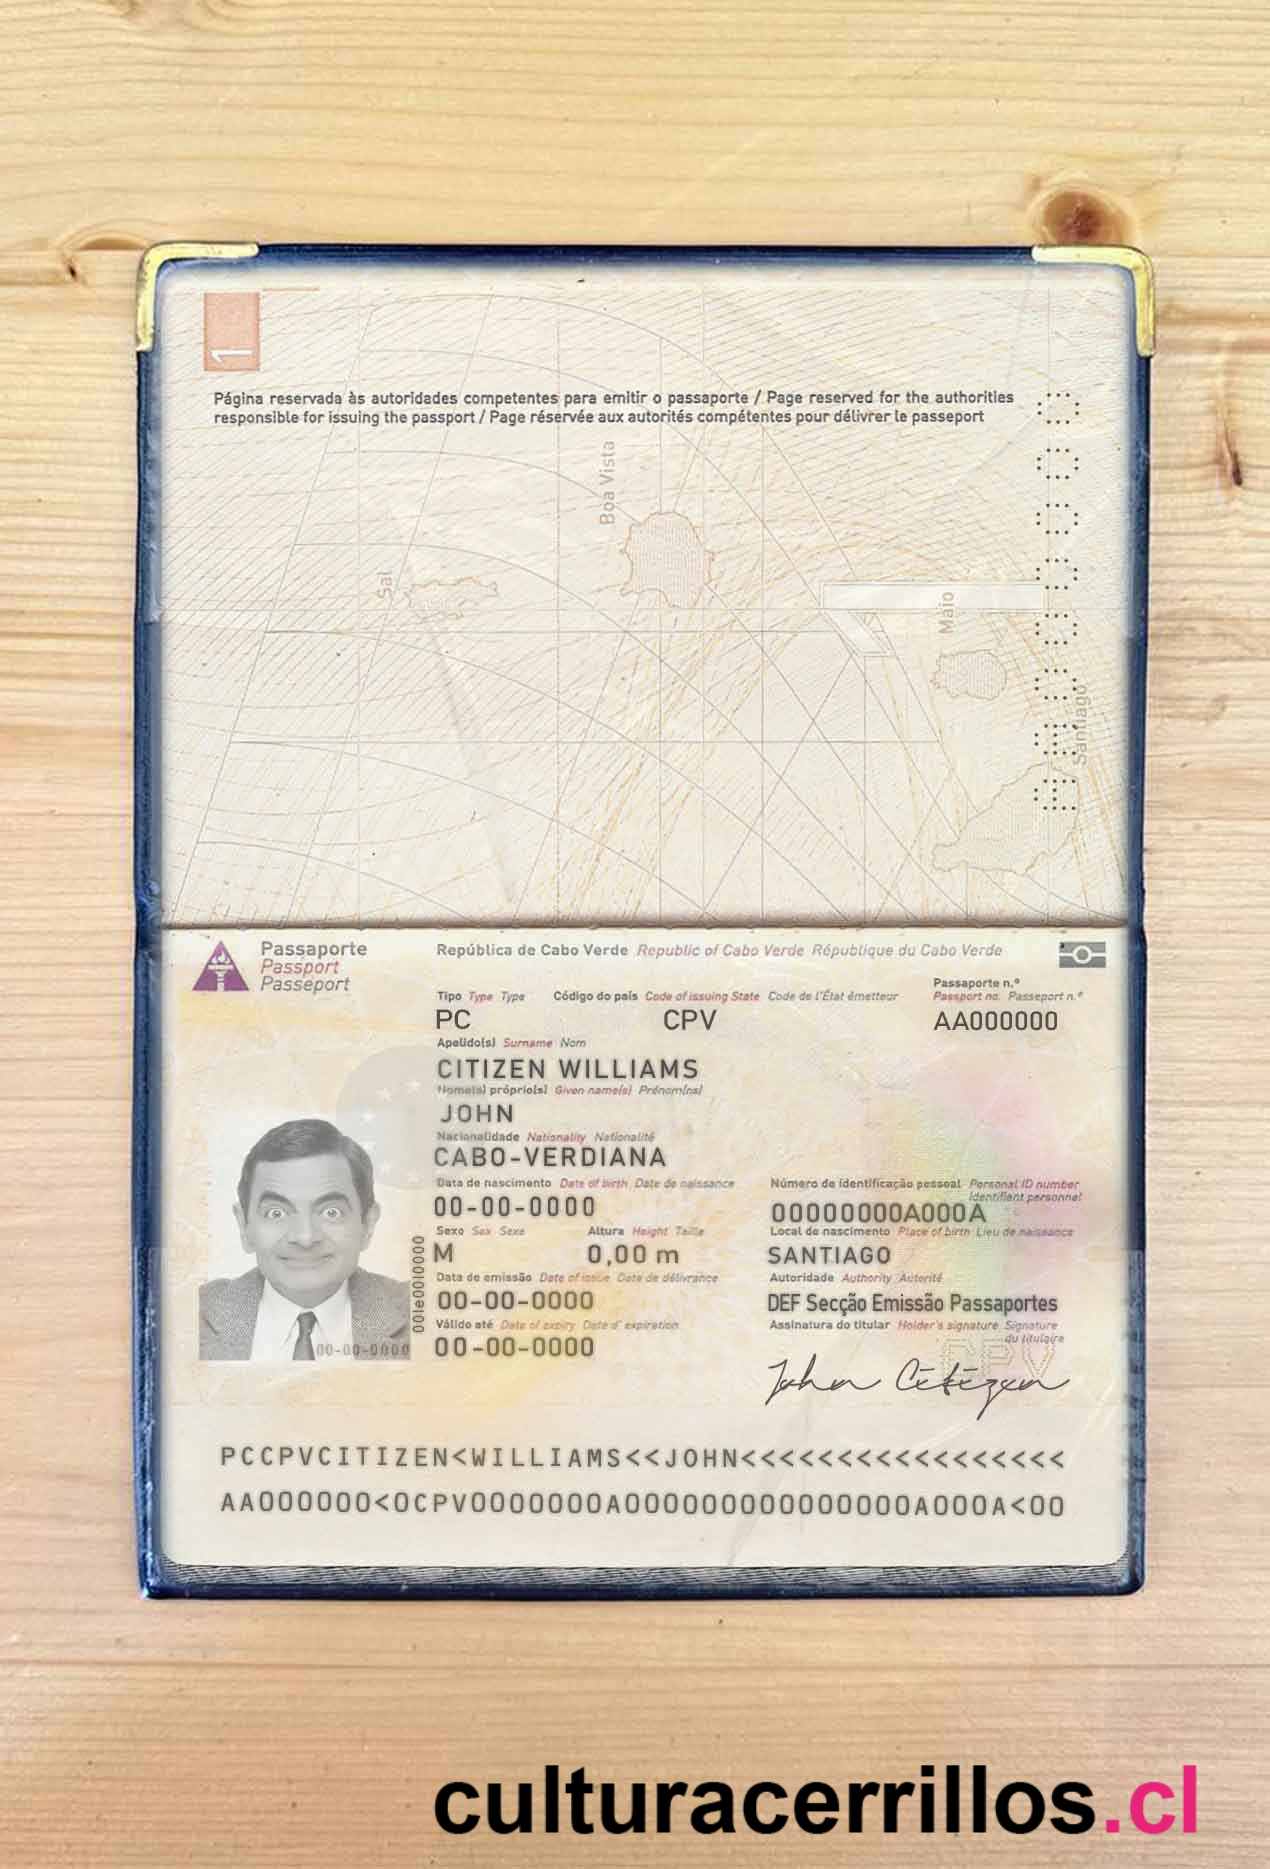 1
Página reservada às autoridades competentes para emitir o passaporte / Page reserved for the authorities
responsible for issuing the passport / Page réservée aux autorités compétentes pour délivrer le passeport
Boa Vista
Sal
Maio
Santiago
Passaporte
Passport
Passeport
República de Cabo Verde Republic of Cabo Verde République du Cabo Verde
Tipo Type Type Código do país Code of issuing State Code de l'État émetteur
Passaporte n.º
Passport no. Passeport n.º
PC CPV AA000000
Apelido(s) Surname Nom
CITIZEN WILLIAMS
Nome(s) próprio(s) Given name(s) Prénom(ns)
JOHN
Nacionalidade Nationality Nationalité
CABO-VERDIANA
Data de nascimento Date of birth Date de naissance
Número de identificação pessoal Personal ID number
Identifiant personnel
00-00-0000 00000000A000A
Sexo Sex Sexe Altura Height Taille Local de nascimento Place of birth Lieu de naissance
M 0,00 m SANTIAGO
Data de emissão Date of issue Date de délivrance Autoridade Authority Autorité
00-00-0000 DEF Secção Emissão Passaportes
Válido até Date of expiry Date d'expiration Assinatura do titular Holder's signature Signature
du titulaire
00-00-0000
00-00-0000
CPV
John Citizen
PCCPVCITIZEN<WILLIAMS<<JOHN<<<<<<<<<<<<<<<<<
AA000000<0CPV0000000A0000000000000000A000A<00
culturacerrillos.cl